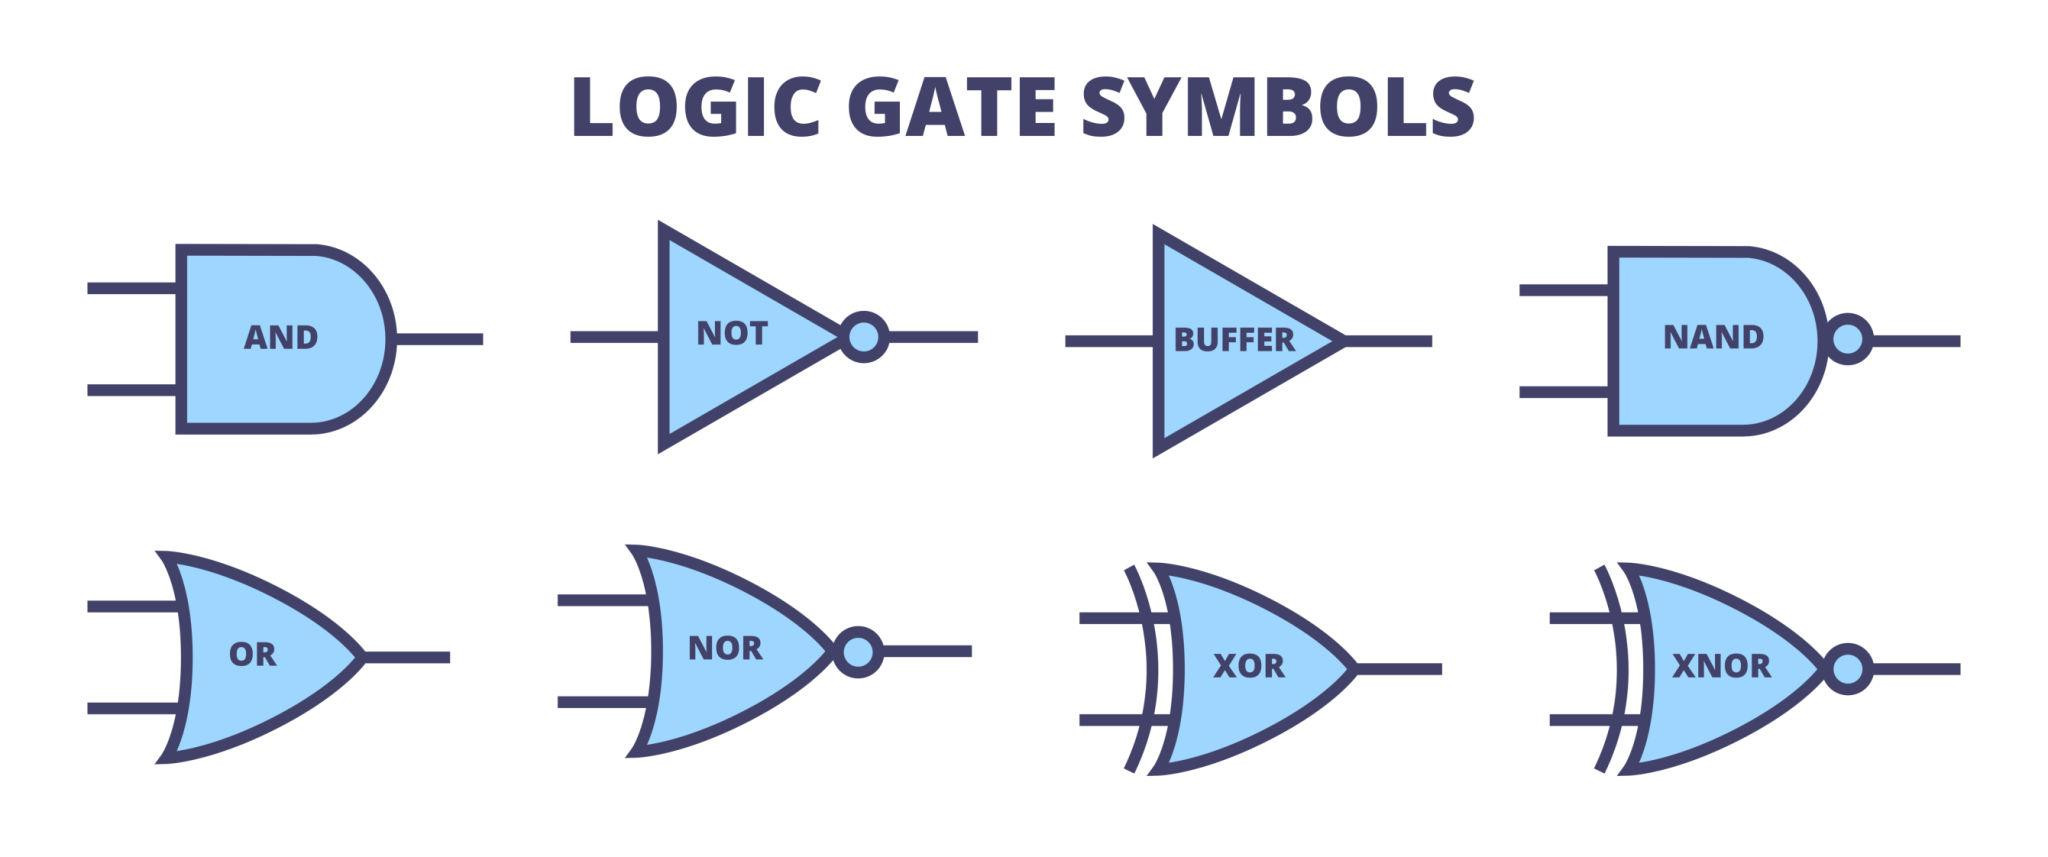 LOGIC GATE SYMBOLS
AND
NOT
BUFFER
NAND
OR
NOR
XOR
XNOR